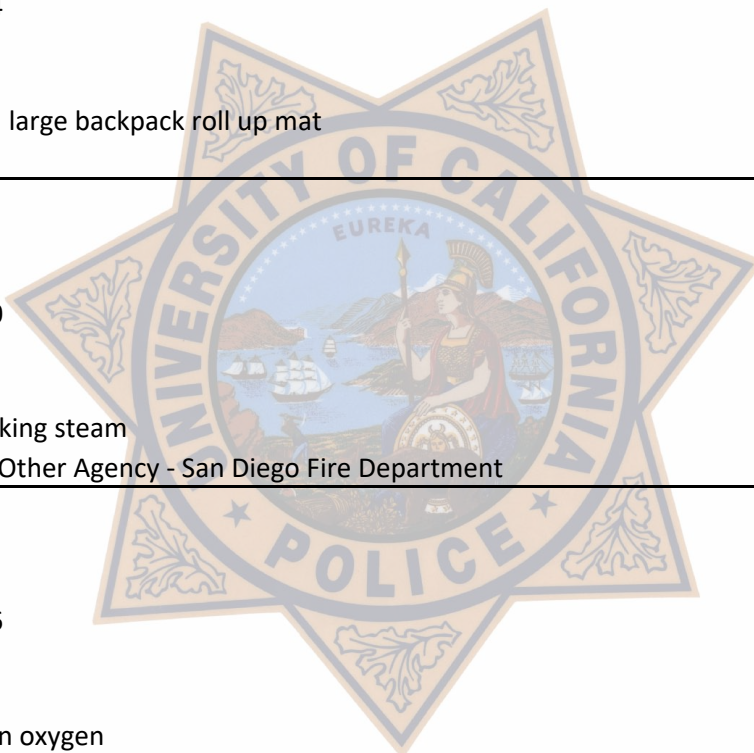 large backpack roll up mat
UNIVERSITY OF CALIFORNIA
EUREKA
king steam
Other Agency - San Diego Fire Department
POLICE
n oxygen